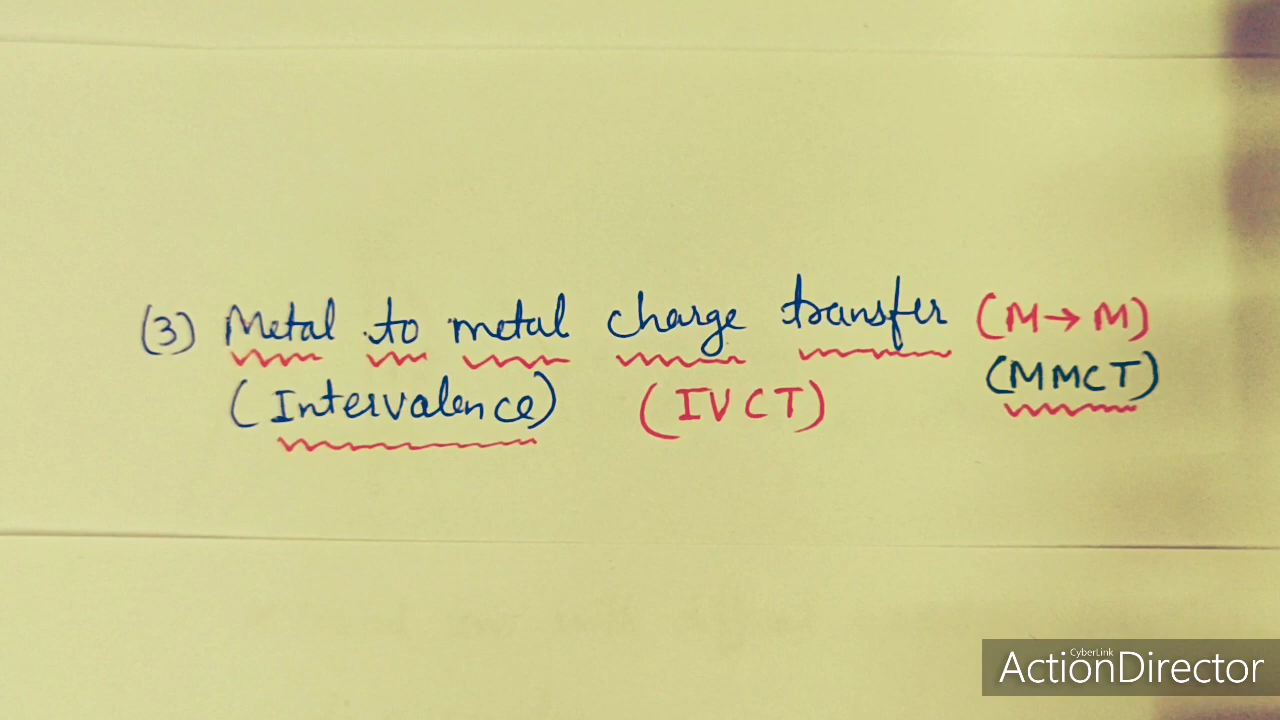 (3) Metal to metal charge transfer (M→M)
(MMCT)
(Intervalence) (IVCT)
CyberLink
ActionDirector